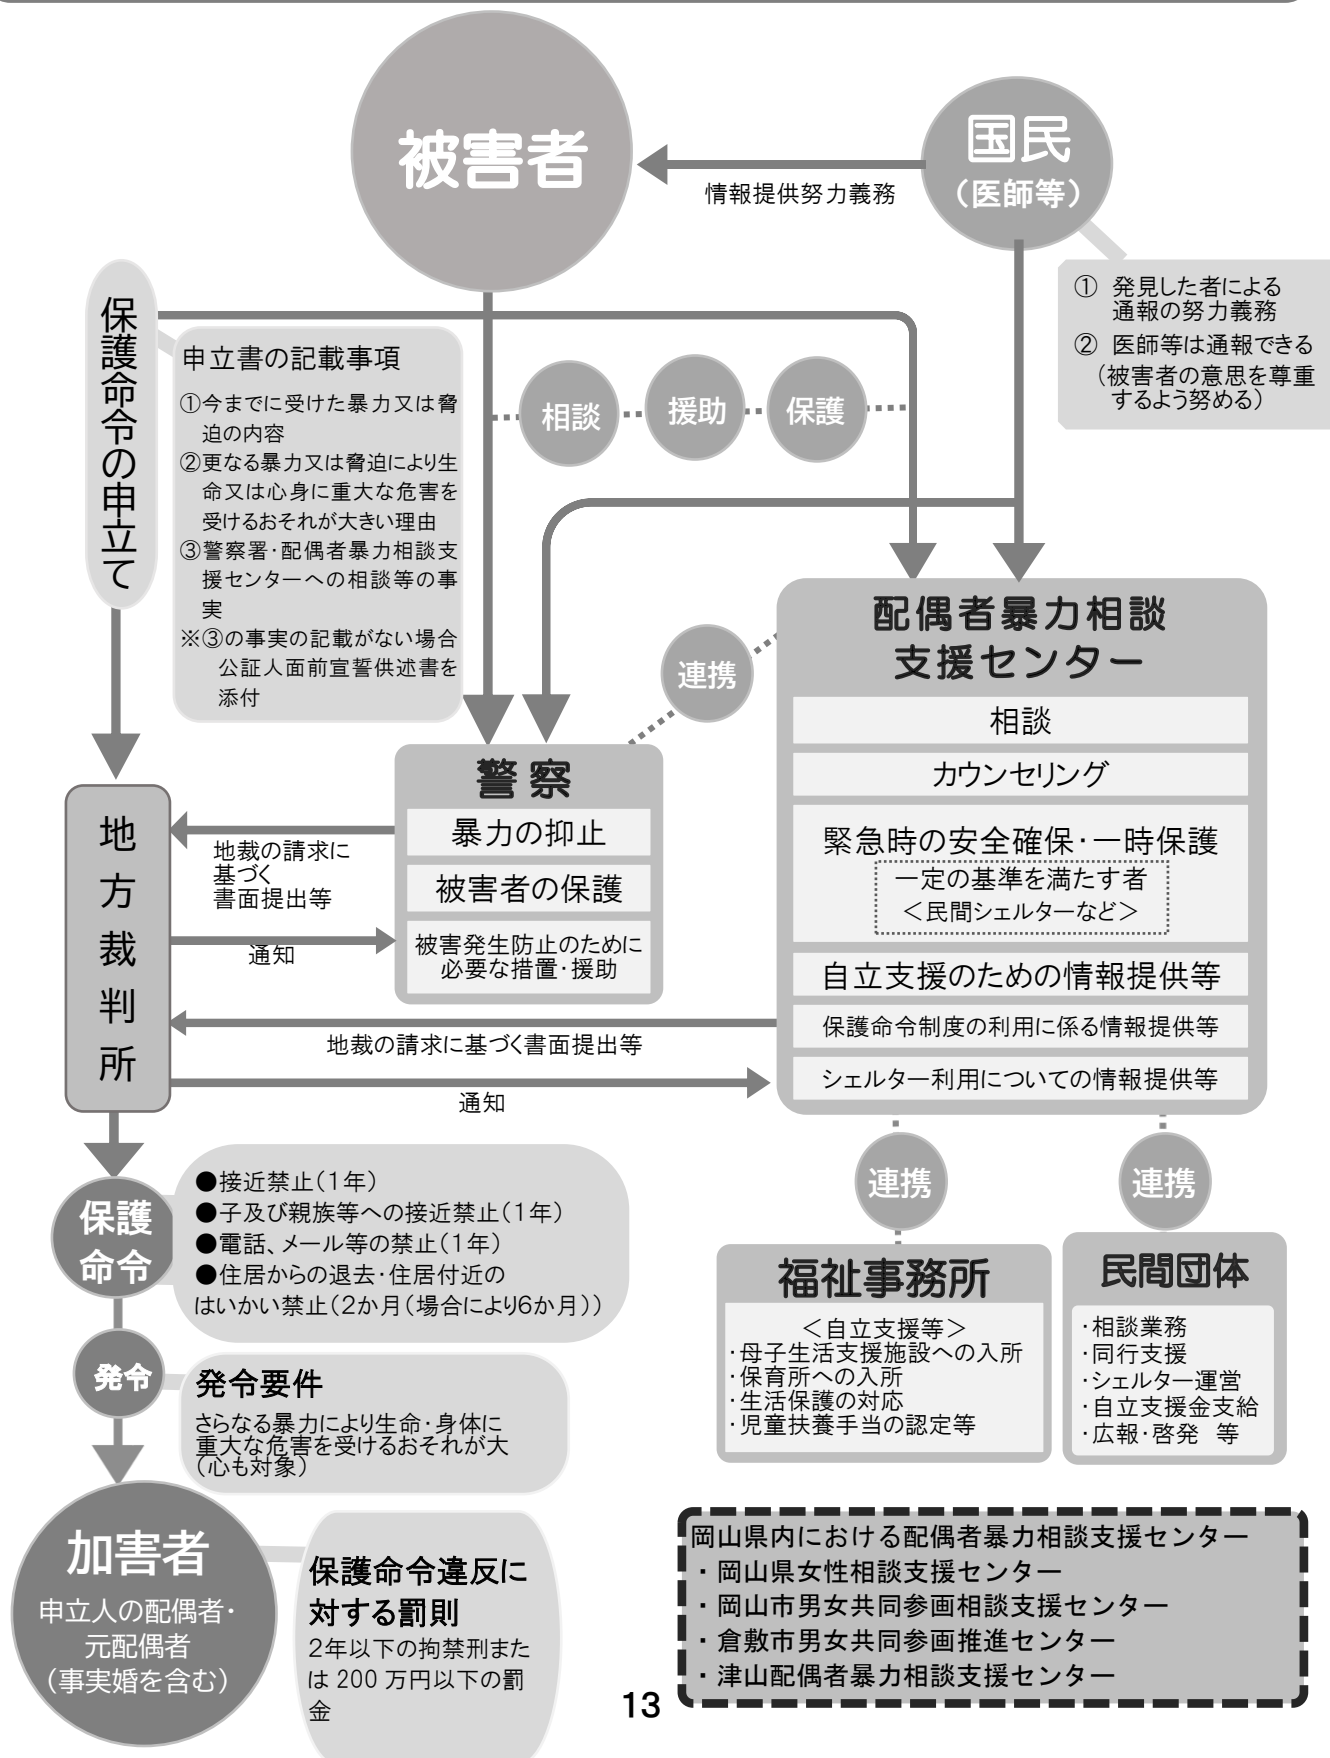 被害者
国民
（医師等）
情報提供努力義務
① 発見した者による
通報の努力義務
② 医師等は通報できる
（被害者の意思を尊重
するよう努める）
保護命令の申立て
申立書の記載事項
①今までに受けた暴力又は脅
迫の内容
②更なる暴力又は脅迫により生
命又は心身に重大な危害を
受けるおそれが大きい理由
③警察署・配偶者暴力相談支
援センターへの相談等の事
実
※③の事実の記載がない場合
公証人面前宣誓供述書を
添付
相談
援助
保護
連携
配偶者暴力相談
支援センター
相談
カウンセリング
緊急時の安全確保・一時保護
一定の基準を満たす者
＜民間シェルターなど＞
自立支援のための情報提供等
保護命令制度の利用に係る情報提供等
シェルター利用についての情報提供等
警察
暴力の抑止
被害者の保護
被害発生防止のために
必要な措置・援助
地方裁判所
地裁の請求に
基づく
書面提出等
通知
地裁の請求に基づく書面提出等
通知
保護
命令
●接近禁止（１年）
●子及び親族等への接近禁止（１年）
●電話、メール等の禁止（１年）
●住居からの退去・住居付近の
はいかい禁止（２か月（場合により６か月））
発令
発令要件
さらなる暴力により生命・身体に
重大な危害を受けるおそれが大
（心も対象）
加害者
申立人の配偶者・
元配偶者
（事実婚を含む）
保護命令違反に
対する罰則
２年以下の拘禁刑また
は 200 万円以下の罰
金
連携
連携
福祉事務所
＜自立支援等＞
・母子生活支援施設への入所
・保育所への入所
・生活保護の対応
・児童扶養手当の認定等
民間団体
・相談業務
・同行支援
・シェルター運営
・自立支援金支給
・広報・啓発 等
岡山県内における配偶者暴力相談支援センター
・岡山県女性相談支援センター
・岡山市男女共同参画相談支援センター
・倉敷市男女共同参画推進センター
・津山配偶者暴力相談支援センター
13